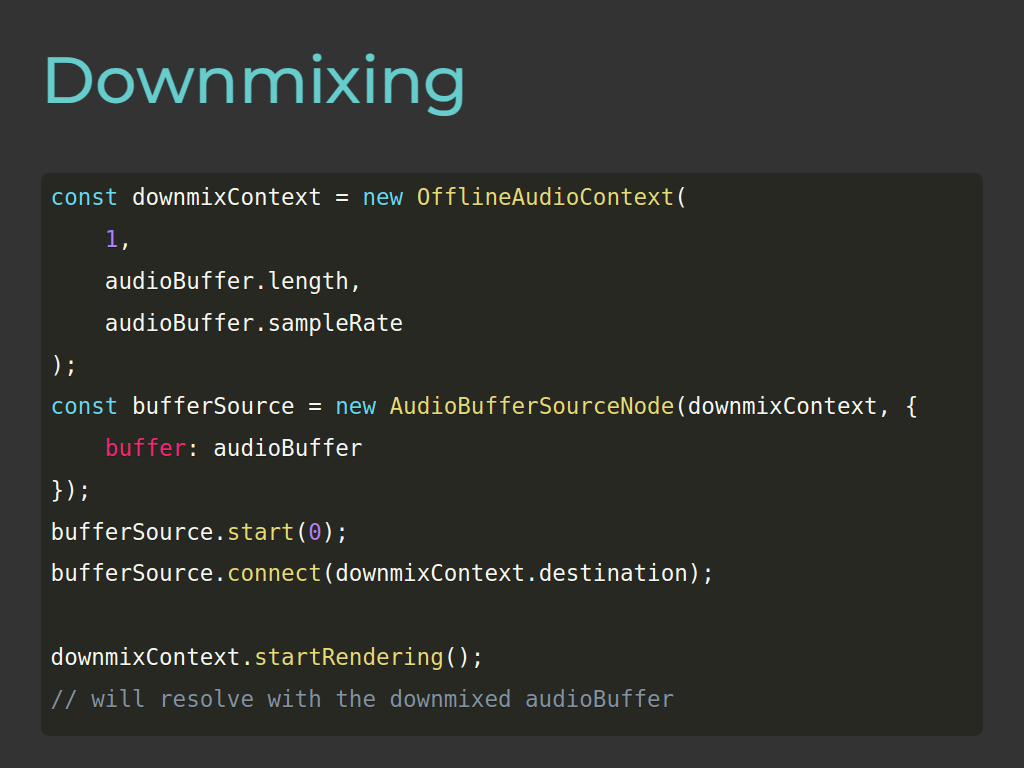 Downmixing
const downmixContext = new OfflineAudioContext(
    1,
    audioBuffer.length,
    audioBuffer.sampleRate
);
const bufferSource = new AudioBufferSourceNode(downmixContext, {
    buffer: audioBuffer
});
bufferSource.start(0);
bufferSource.connect(downmixContext.destination);
downmixContext.startRendering();
// will resolve with the downmixed audioBuffer